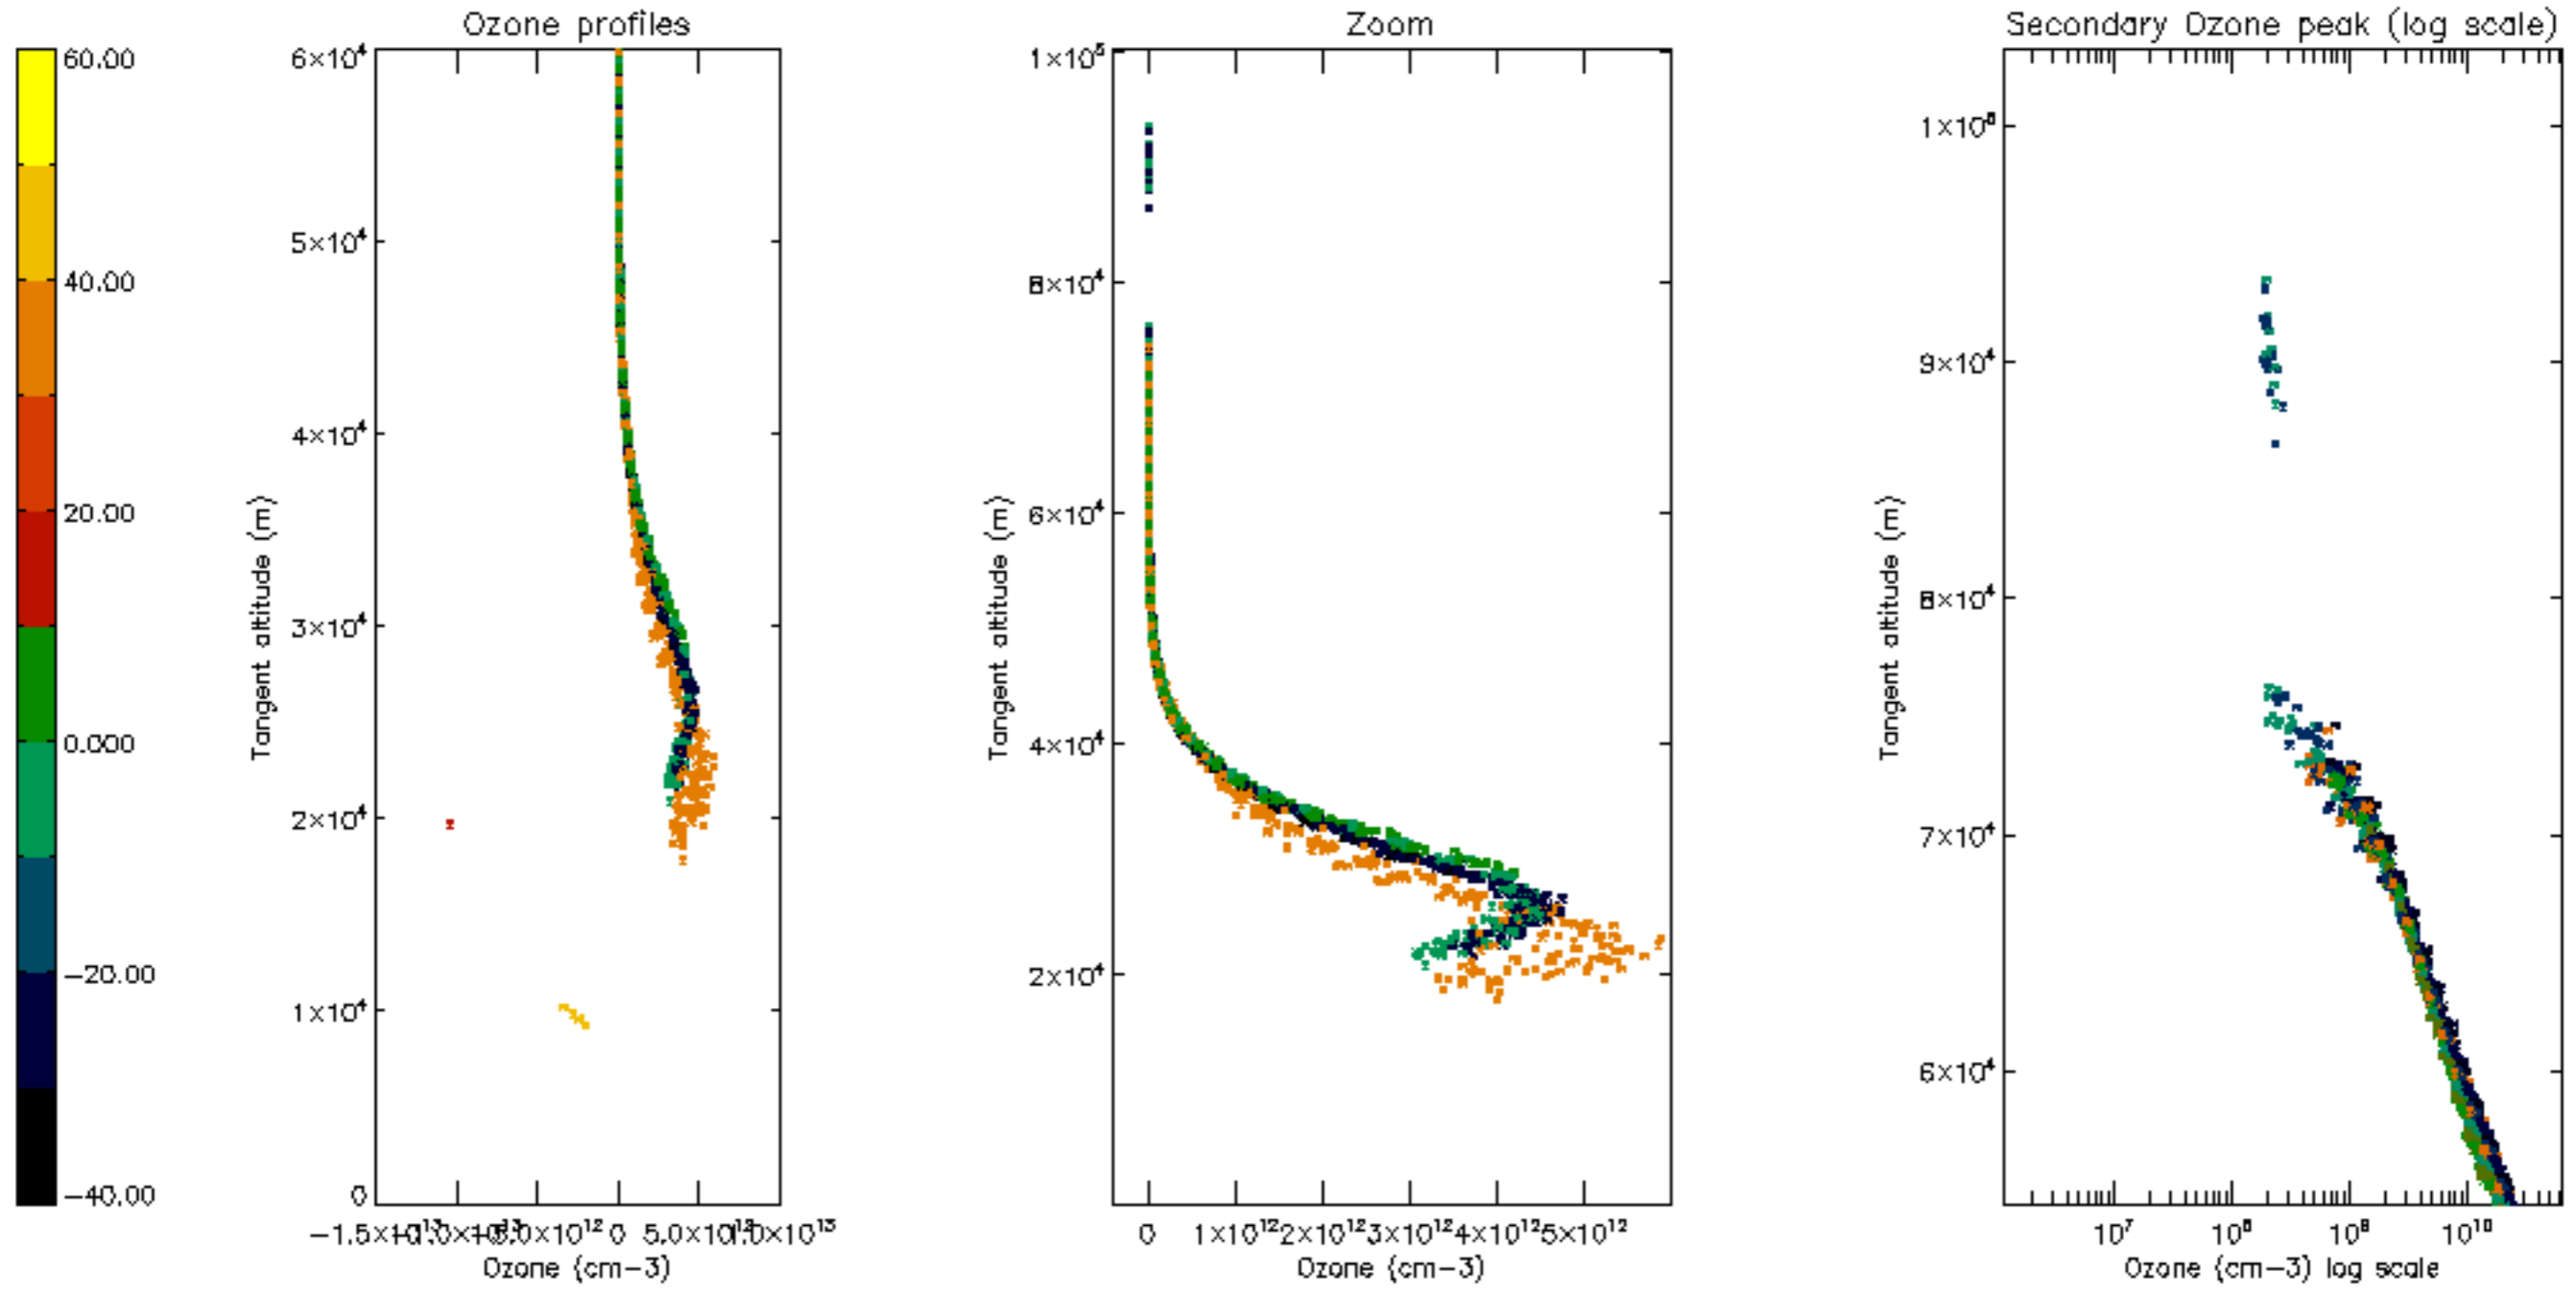 Ozone profiles
Zoom
Secondary Ozone peak (log scale)
60.00
40.00
20.00
0.000
−20.00
−40.00
6×10⁴
5×10⁴
4×10⁴
3×10⁴
2×10⁴
1×10⁴
0
Tangent altitude (m)
0
Ozone (cm−3)
1×10⁵
8×10⁴
6×10⁴
4×10⁴
2×10⁴
Tangent altitude (m)
0 1×10¹² 2×10¹² 3×10¹² 4×10¹² 5×10¹²
Ozone (cm−3)
1×10⁵
9×10⁴
8×10⁴
7×10⁴
6×10⁴
Tangent altitude (m)
10⁷ 10⁸ 10⁹ 10¹⁰
Ozone (cm−3) log scale